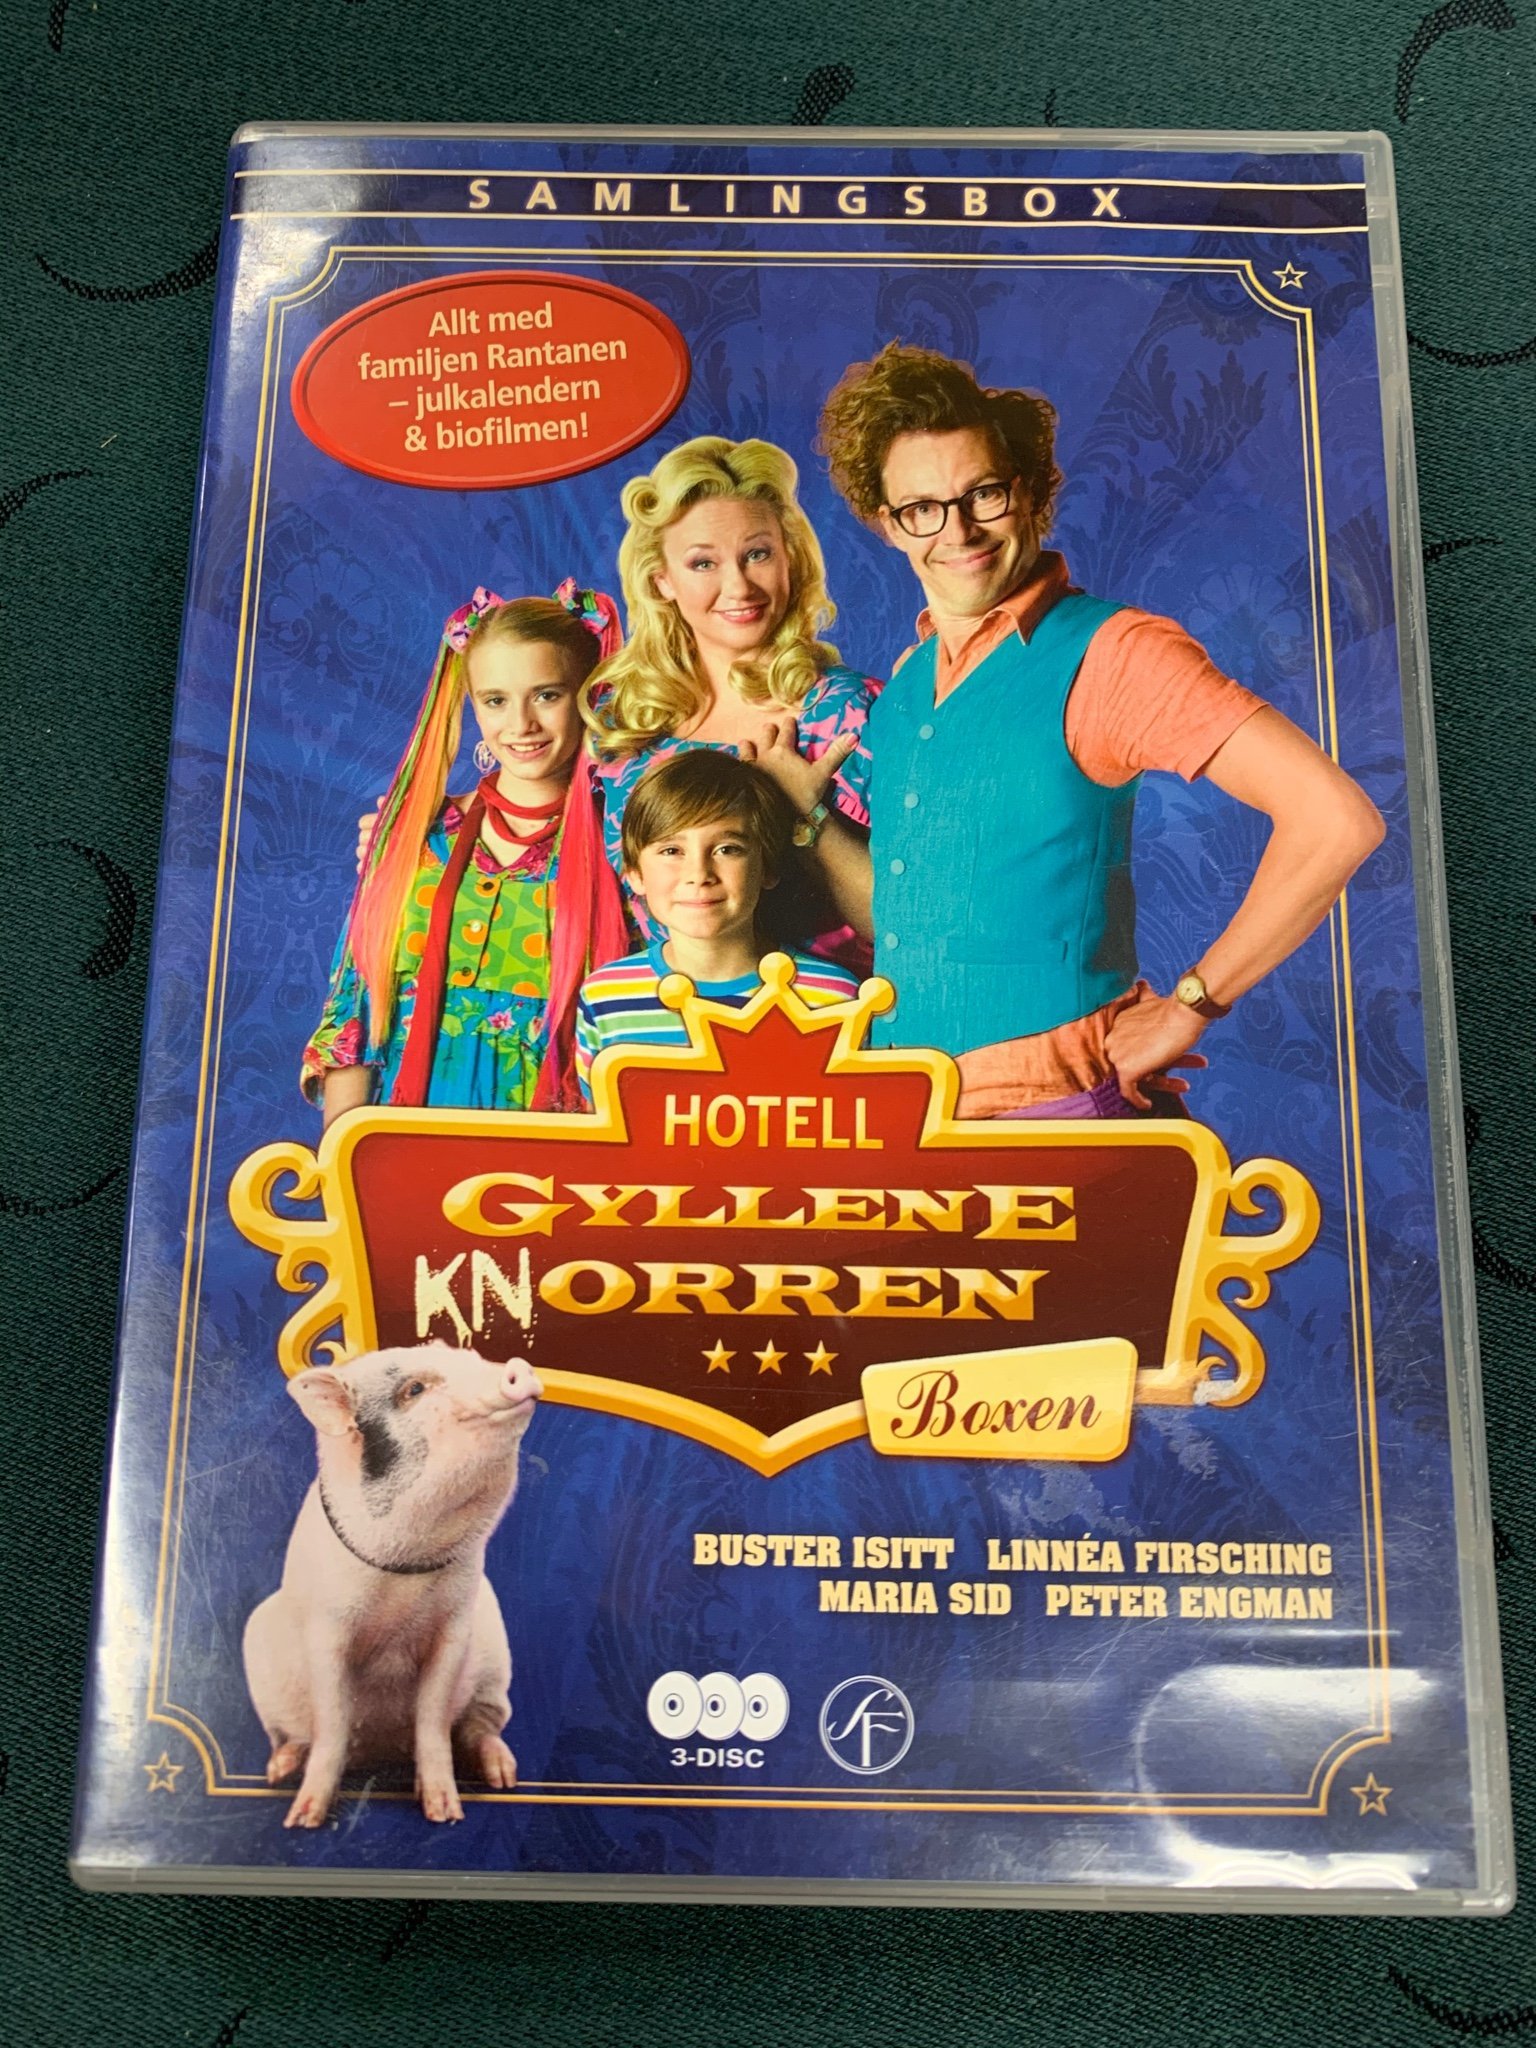 SAMLINGSBOX
Allt med
familjen Rantanen
– julkalendern
& biofilmen!
HOTELL
GYLLENE
KNORREN
Boxen
BUSTER ISITT LINNÉA FIRSCHING
MARIA SID PETER ENGMAN
3-DISC
SF